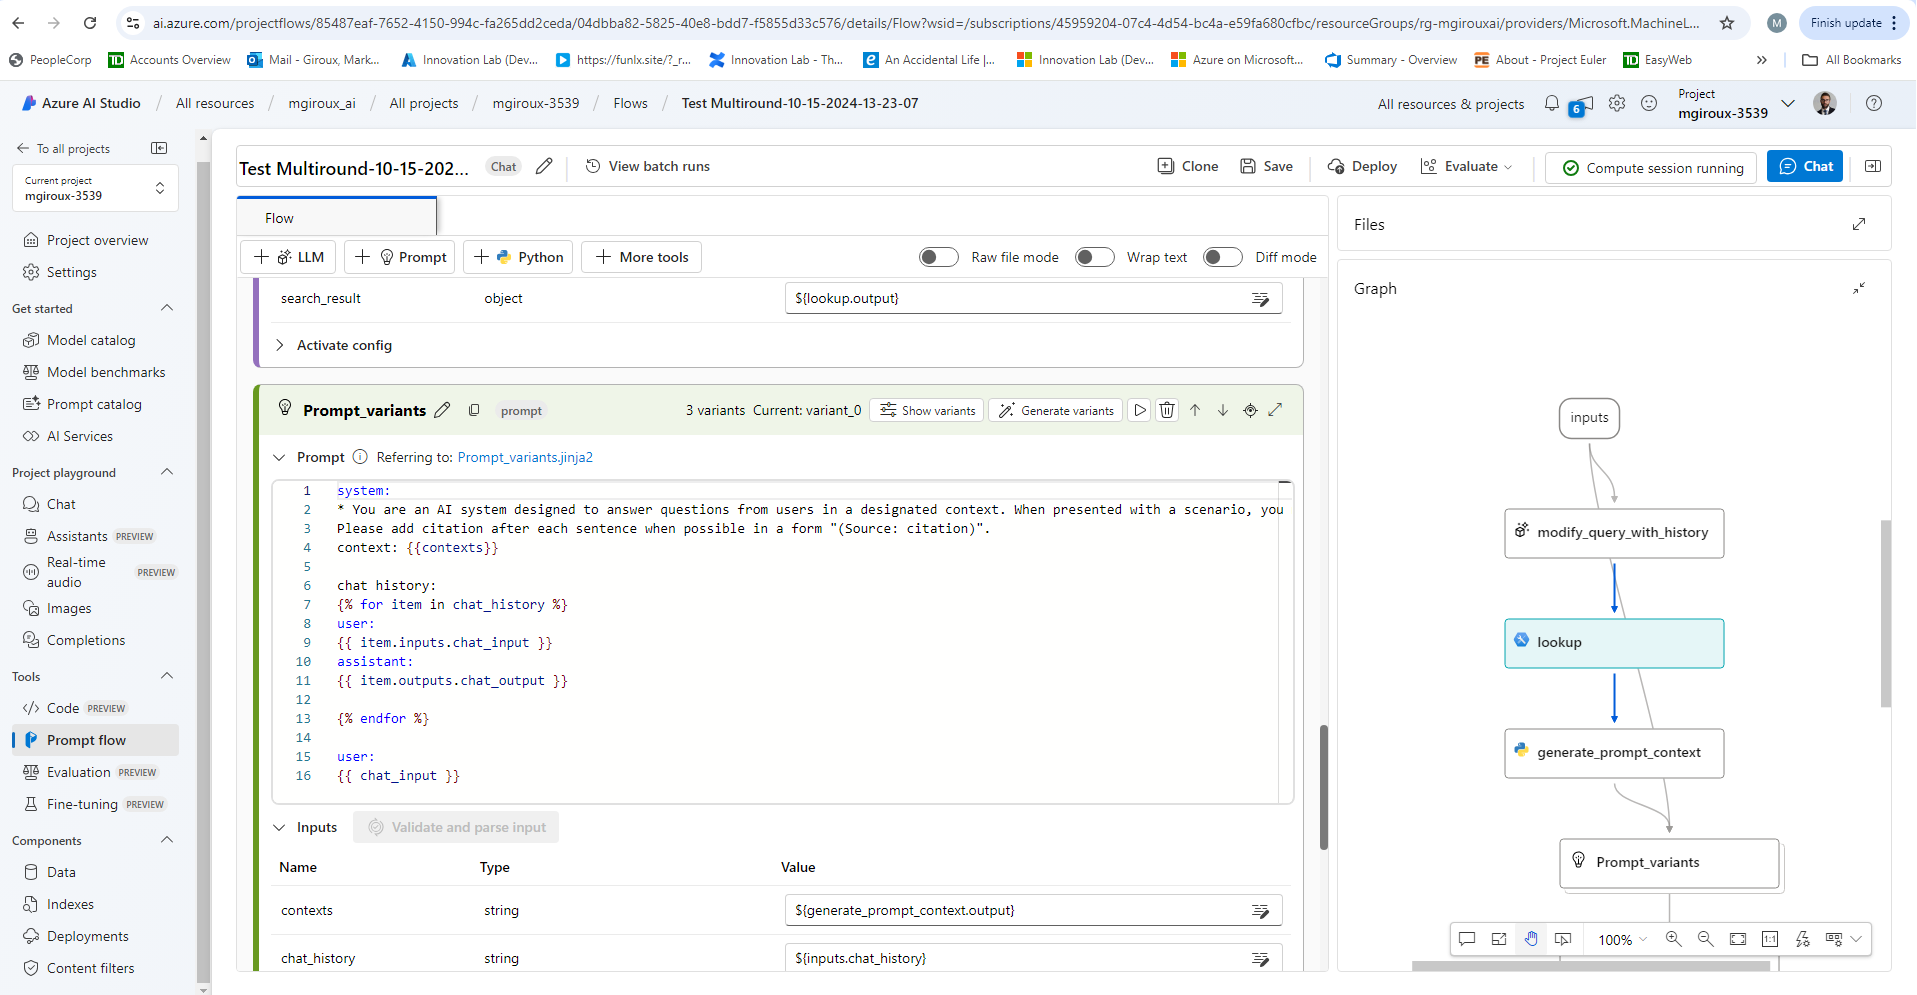 ai.azure.com/projectflows/85487eaf-7652-4150-994c-fa265dd2ceda/04dbba82-5825-40e8-bdd7-f5855d33c576/details/Flow?wsid=/subscriptions/45959204-07c4-4d54-bc4a-e59fa680cfbc/resourceGroups/rg-mgirouxai/providers/Microsoft.MachineL...
M
Finish update
PeopleCorp
TD Accounts Overview
Mail - Giroux, Mark...
Innovation Lab (Dev...
https://funlx.site/?_r...
Innovation Lab - Th...
An Accidental Life |...
Innovation Lab (Dev...
Azure on Microsoft...
Summary - Overview
PE About - Project Euler
TD EasyWeb
All Bookmarks
Azure AI Studio / All resources / mgiroux_ai / All projects / mgiroux-3539 / Flows / Test Multiround-10-15-2024-13-23-07
All resources & projects
6
Project
mgiroux-3539
To all projects
Current project
mgiroux-3539
Project overview
Settings
Get started
Model catalog
Model benchmarks
Prompt catalog
AI Services
Project playground
Chat
Assistants PREVIEW
Real-time audio PREVIEW
Images
Completions
Tools
Code PREVIEW
Prompt flow
Evaluation PREVIEW
Fine-tuning PREVIEW
Components
Data
Indexes
Deployments
Content filters
Test Multiround-10-15-202... Chat
View batch runs
Clone
Save
Deploy
Evaluate
Compute session running
Chat
Flow
LLM
Prompt
Python
More tools
Raw file mode
Wrap text
Diff mode
search_result object ${lookup.output}
Activate config
Prompt_variants prompt
3 variants Current: variant_0
Show variants
Generate variants
Prompt Referring to: Prompt_variants.jinja2
1 system:
2 * You are an AI system designed to answer questions from users in a designated context. When presented with a scenario, you
3 Please add citation after each sentence when possible in a form "(Source: citation)".
4 context: {{contexts}}
5
6 chat history:
7 {% for item in chat_history %}
8 user:
9 {{ item.inputs.chat_input }}
10 assistant:
11 {{ item.outputs.chat_output }}
12
13 {% endfor %}
14
15 user:
16 {{ chat_input }}
Inputs
Validate and parse input
Name Type Value
contexts string ${generate_prompt_context.output}
chat_history string ${inputs.chat_history}
Files
Graph
inputs
modify_query_with_history
lookup
generate_prompt_context
Prompt_variants
100%
1:1